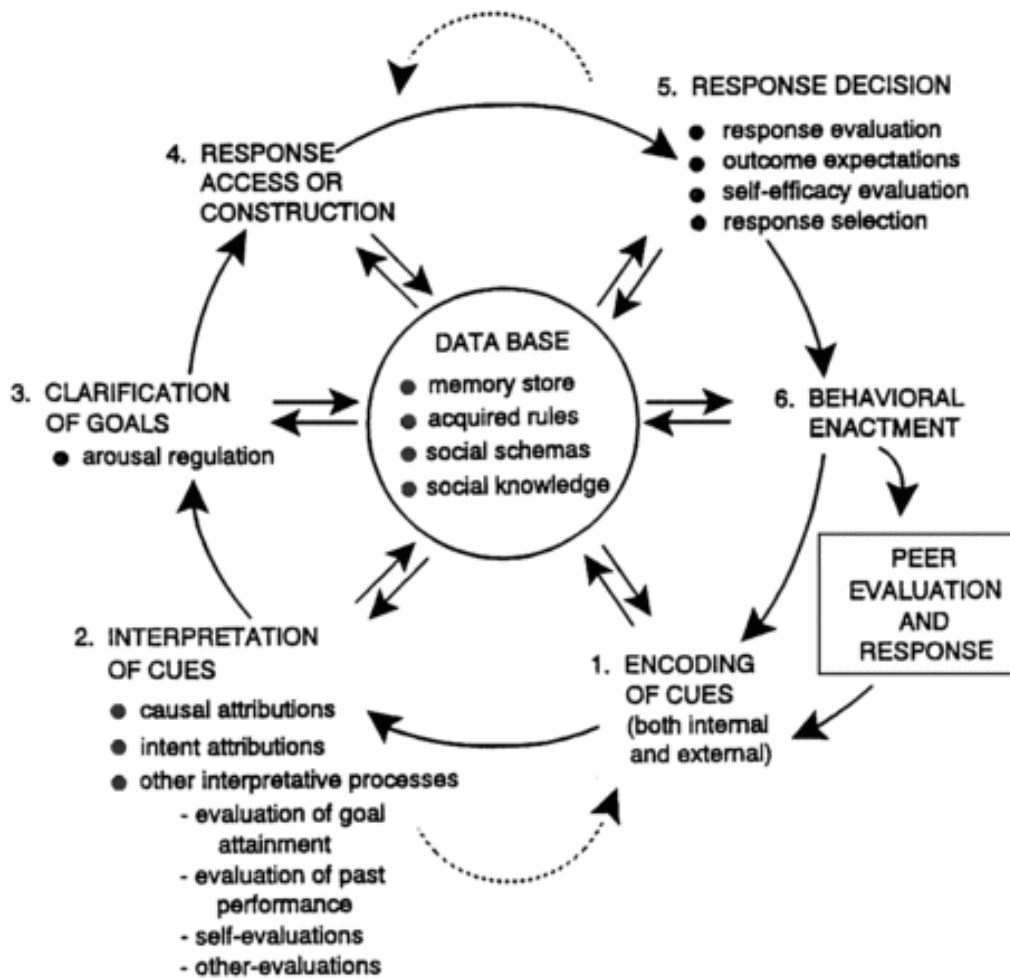 5. RESPONSE DECISION
● response evaluation
● outcome expectations
● self-efficacy evaluation
● response selection
4. RESPONSE
ACCESS OR
CONSTRUCTION
DATA BASE
● memory store
● acquired rules
● social schemas
● social knowledge
3. CLARIFICATION
OF GOALS
● arousal regulation
6. BEHAVIORAL
ENACTMENT
PEER
EVALUATION
AND
RESPONSE
2. INTERPRETATION
OF CUES
● causal attributions
● intent attributions
● other interpretative processes
- evaluation of goal
attainment
- evaluation of past
performance
- self-evaluations
- other-evaluations
1. ENCODING
OF CUES
(both internal
and external)